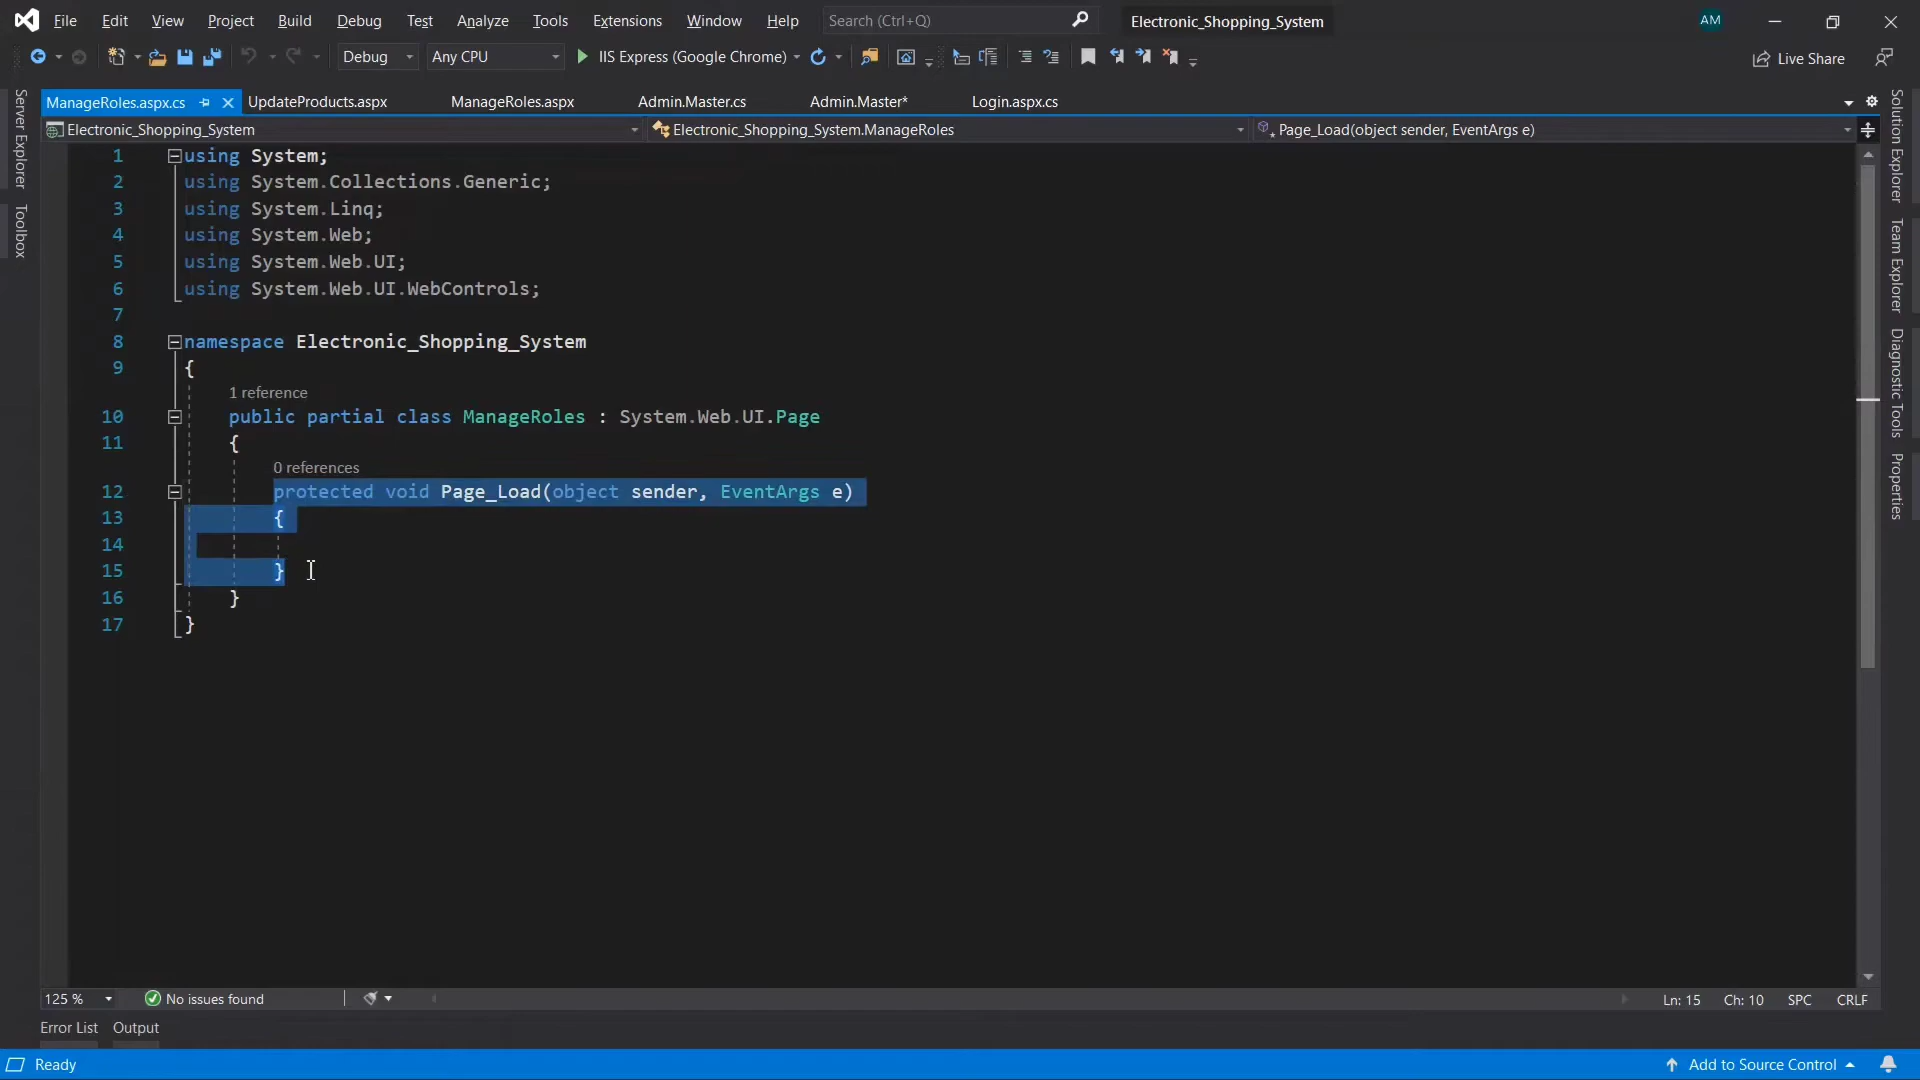 File Edit View Project Build Debug Test Analyze Tools Extensions Window Help Search (Ctrl+Q) Electronic_Shopping_System AM
Debug Any CPU IIS Express (Google Chrome) Live Share
ManageRoles.aspx.cs UpdateProducts.aspx ManageRoles.aspx Admin.Master.cs Admin.Master* Login.aspx.cs
Electronic_Shopping_System Electronic_Shopping_System.ManageRoles Page_Load(object sender, EventArgs e)
Server Explorer
Toolbox
1 using System;
2 using System.Collections.Generic;
3 using System.Linq;
4 using System.Web;
5 using System.Web.UI;
6 using System.Web.UI.WebControls;
7
8 namespace Electronic_Shopping_System
9 {
1 reference
10 public partial class ManageRoles : System.Web.UI.Page
11 {
0 references
12 protected void Page_Load(object sender, EventArgs e)
13 {
14
15 }
16 }
17 }
Solution Explorer
Team Explorer
Diagnostic Tools
Properties
125 % No issues found Ln: 15 Ch: 10 SPC CRLF
Error List Output
Ready Add to Source Control